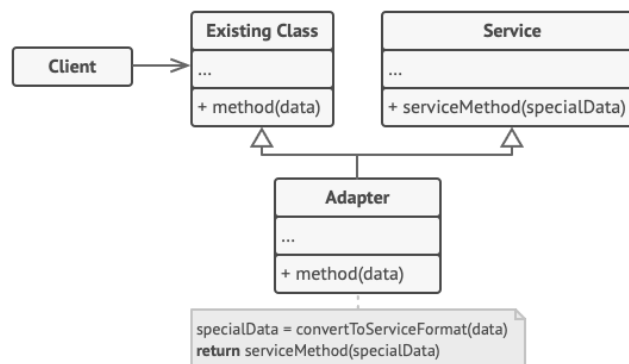 Client
Existing Class
...
+ method(data)
Service
...
+ serviceMethod(specialData)
Adapter
...
+ method(data)
specialData = convertToServiceFormat(data)
return serviceMethod(specialData)